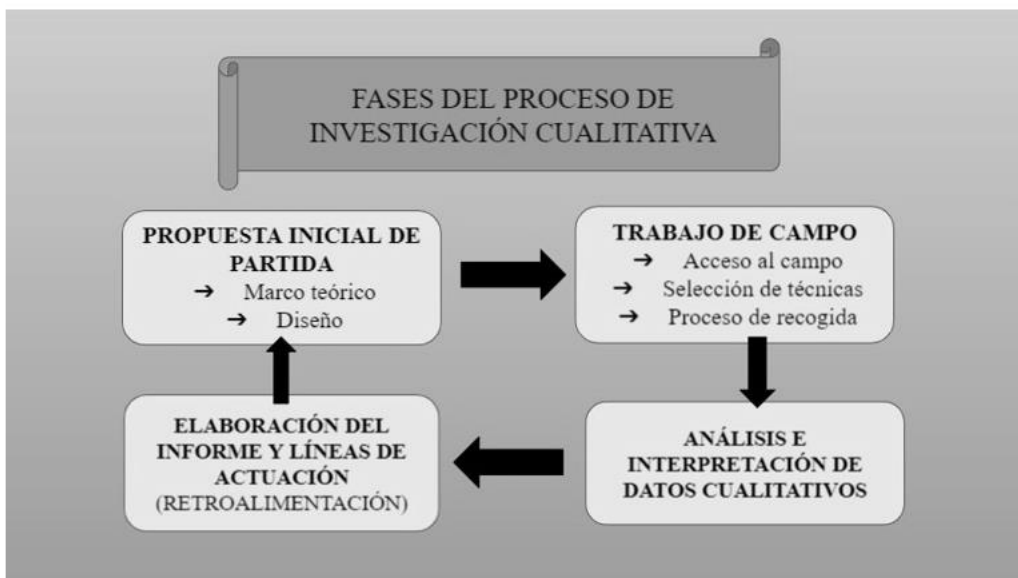 FASES DEL PROCESO DE
INVESTIGACIÓN CUALITATIVA
PROPUESTA INICIAL DE
PARTIDA
➔ Marco teórico
➔ Diseño
TRABAJO DE CAMPO
➔ Acceso al campo
➔ Selección de técnicas
➔ Proceso de recogida
ANÁLISIS E
INTERPRETACIÓN DE
DATOS CUALITATIVOS
ELABORACIÓN DEL
INFORME Y LÍNEAS DE
ACTUACIÓN
(RETROALIMENTACIÓN)